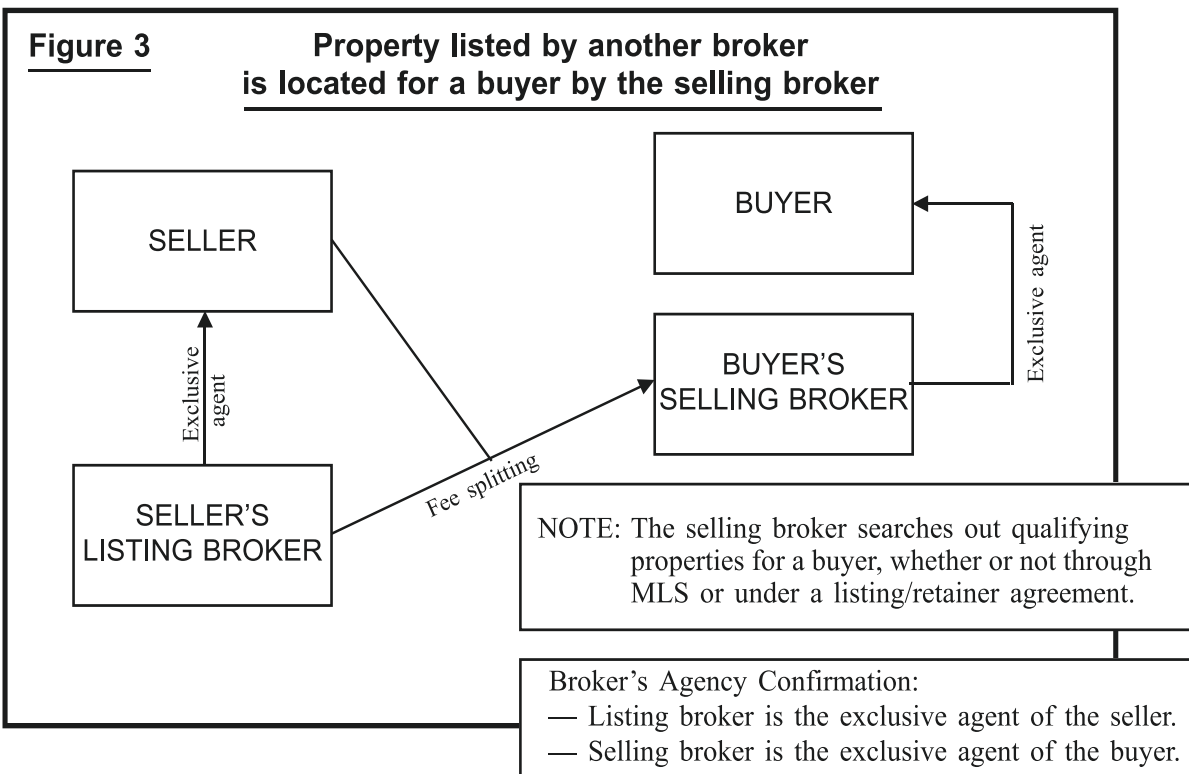 Figure 3
Property listed by another broker
is located for a buyer by the selling broker
SELLER
BUYER
Exclusive
agent
Exclusive agent
BUYER'S
SELLING BROKER
SELLER'S
LISTING BROKER
Fee splitting
NOTE: The selling broker searches out qualifying
properties for a buyer, whether or not through
MLS or under a listing/retainer agreement.
Broker's Agency Confirmation:
— Listing broker is the exclusive agent of the seller.
— Selling broker is the exclusive agent of the buyer.